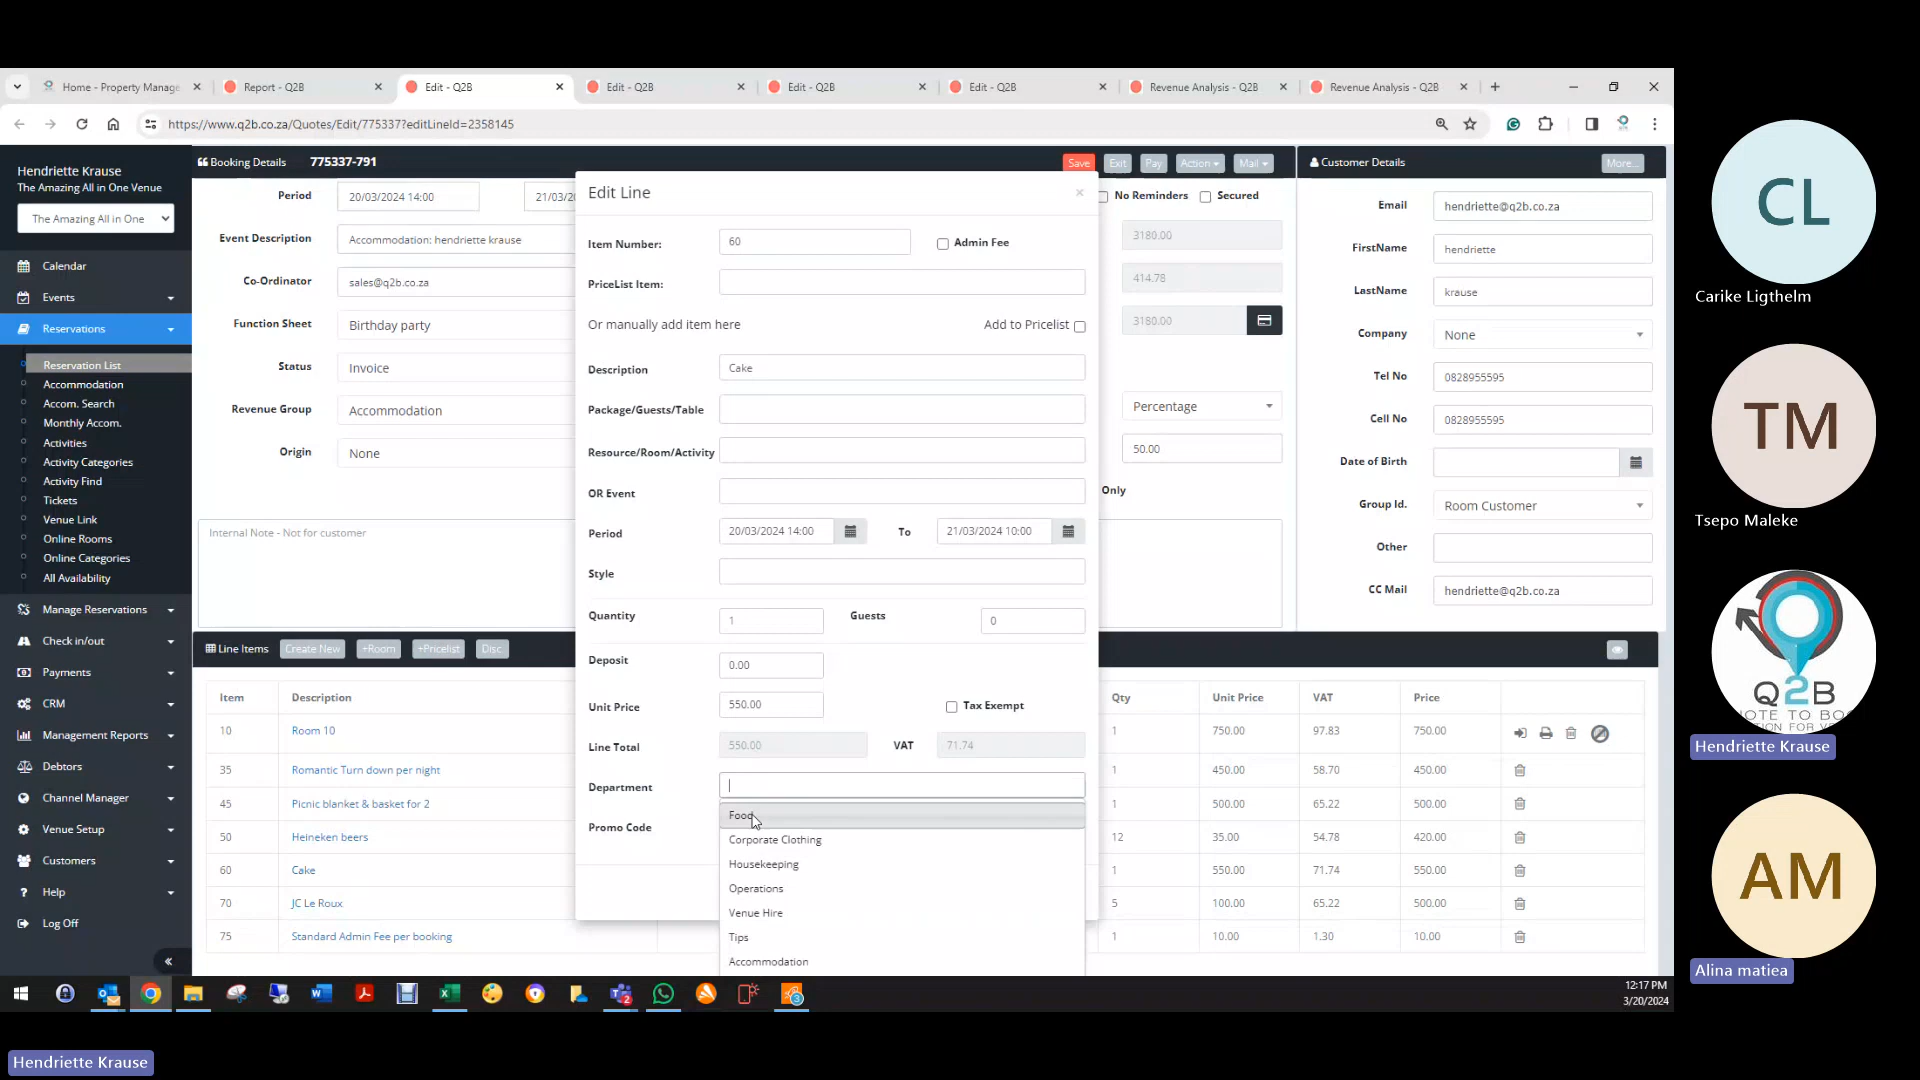 Home - Property Manage
Report - Q2B
Edit - Q2B
Edit - Q2B
Edit - Q2B
Edit - Q2B
Revenue Analysis - Q2B
Revenue Analysis - Q2B
https://www.q2b.co.za/Quotes/Edit/775337?editLineId=2358145
Hendriette Krause
The Amazing All in One Venue
The Amazing All in One
Calendar
Events
Reservations
Reservation List
Accommodation
Accom. Search
Monthly Accom.
Activities
Activity Categories
Activity Find
Tickets
Venue Link
Online Rooms
Online Categories
All Availability
Manage Reservations
Check in/out
Payments
CRM
Management Reports
Debtors
Channel Manager
Venue Setup
Customers
Help
Log Off
Booking Details 775337-791
Save Exit Pay Action Mail
Period 20/03/2024 14:00 21/03/20
Event Description Accommodation: hendriette krause
Co-Ordinator sales@q2b.co.za
Function Sheet Birthday party
Status Invoice
Revenue Group Accommodation
Origin None
Internal Note - Not for customer
No Reminders Secured
3180.00
414.78
3180.00
Percentage
50.00
Only
Edit Line ×
Item Number: 60 Admin Fee
PriceList Item:
Or manually add item here Add to Pricelist
Description Cake
Package/Guests/Table
Resource/Room/Activity
OR Event
Period 20/03/2024 14:00 To 21/03/2024 10:00
Style
Quantity 1 Guests 0
Deposit 0.00
Unit Price 550.00 Tax Exempt
Line Total 550.00 VAT 71.74
Department
Promo Code
Food
Corporate Clothing
Housekeeping
Operations
Venue Hire
Tips
Accommodation
Customer Details More...
Email hendriette@q2b.co.za
FirstName hendriette
LastName krause
Company None
Tel No 0828955595
Cell No 0828955595
Date of Birth
Group Id. Room Customer
Other
CC Mail hendriette@q2b.co.za
Line Items Create New +Room +Pricelist Disc
Item Description Qty Unit Price VAT Price
10 Room 10 1 750.00 97.83 750.00
35 Romantic Turn down per night 1 450.00 58.70 450.00
45 Picnic blanket & basket for 2 1 500.00 65.22 500.00
50 Heineken beers 12 35.00 54.78 420.00
60 Cake 1 550.00 71.74 550.00
70 JC Le Roux 5 100.00 65.22 500.00
75 Standard Admin Fee per booking 1 10.00 1.30 10.00
12:17 PM
3/20/2024
CL
Carike Ligthelm
TM
Tsepo Maleke
Q2B
Hendriette Krause
AM
Alina matiea
Hendriette Krause